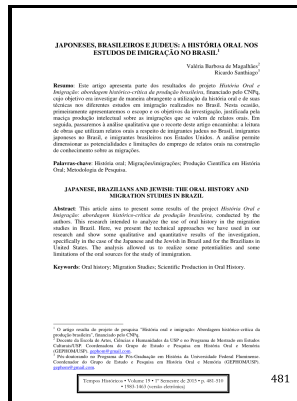 JAPONESES, BRASILEIROS E JUDEUS: A HISTÓRIA ORAL NOS
ESTUDOS DE IMIGRAÇÃO NO BRASIL¹
Valéria Barbosa de Magalhães²
Ricardo Santhiago³
Resumo: Este artigo apresenta parte dos resultados do projeto História Oral e
Imigração: abordagem histórico-crítica da produção brasileira, financiado pelo CNPq,
cujo objetivo era investigar de maneira abrangente a utilização da história oral e de suas
técnicas nos diferentes estudos em imigração realizados no Brasil. Nesta ocasião,
primeiramente apresentaremos o escopo e os objetivos da investigação, justificada pela
maciça produção intelectual sobre as imigrações que se valem de relatos orais. Em
seguida, passaremos à análise qualitativa que o recorte deste artigo encaminha: a leitura
de obras que utilizam relatos orais a respeito de imigrantes judeus no Brasil, imigrantes
japoneses no Brasil, e imigrantes brasileiros nos Estados Unidos. A análise permitiu
dimensionar as potencialidades e limitações do emprego de relatos orais na construção
de conhecimento sobre as migrações.
Palavras-chave: História oral; Migrações/imigrações; Produção Científica em História
Oral; Metodologia de Pesquisa.
JAPANESE, BRAZILIANS AND JEWISH: THE ORAL HISTORY AND
MIGRATION STUDIES IN BRAZIL
Abstract: This article aims to present some results of the project História Oral e
Imigração: abordagem histórico-crítica da produção brasileira, conducted by the
authors. This research intended to analyze the use of oral history in the migration
studies in Brazil. Here, we present the technical approaches we have used in our
research and show some qualitative and quantitative results of the investigation,
specifically in the case of the Japanese and the Jewish in Brazil and for the Brazilians in
United States. The analysis allowed us to realize some potentialities and some
limitations of the oral sources for the study of immigration.
Keywords: Oral history; Migration Studies; Scientific Production in Oral History.
¹ O artigo resulta do projeto de pesquisa "História oral e imigração: Abordagem histórico-crítica da
produção brasileira", financiado pelo CNPq.
² Docente da Escola de Artes, Ciências e Humanidades da USP e no Programa de Mestrado em Estudos
Culturais/USP. Coordenadora do Grupo de Estudo e Pesquisa em História Oral e Memória
(GEPHOM/USP). gephom@gmail.com.
³ Pós-doutorando no Programa de Pós-Graduação em História da Universidade Federal Fluminense.
Coordenador do Grupo de Estudo e Pesquisa em História Oral e Memória (GEPHOM/USP).
gephom@gmail.com.
Tempos Históricos • Volume 19 • 1º Semestre de 2015 • p. 481-510
• 1983-1463 (versão eletrônica)
481